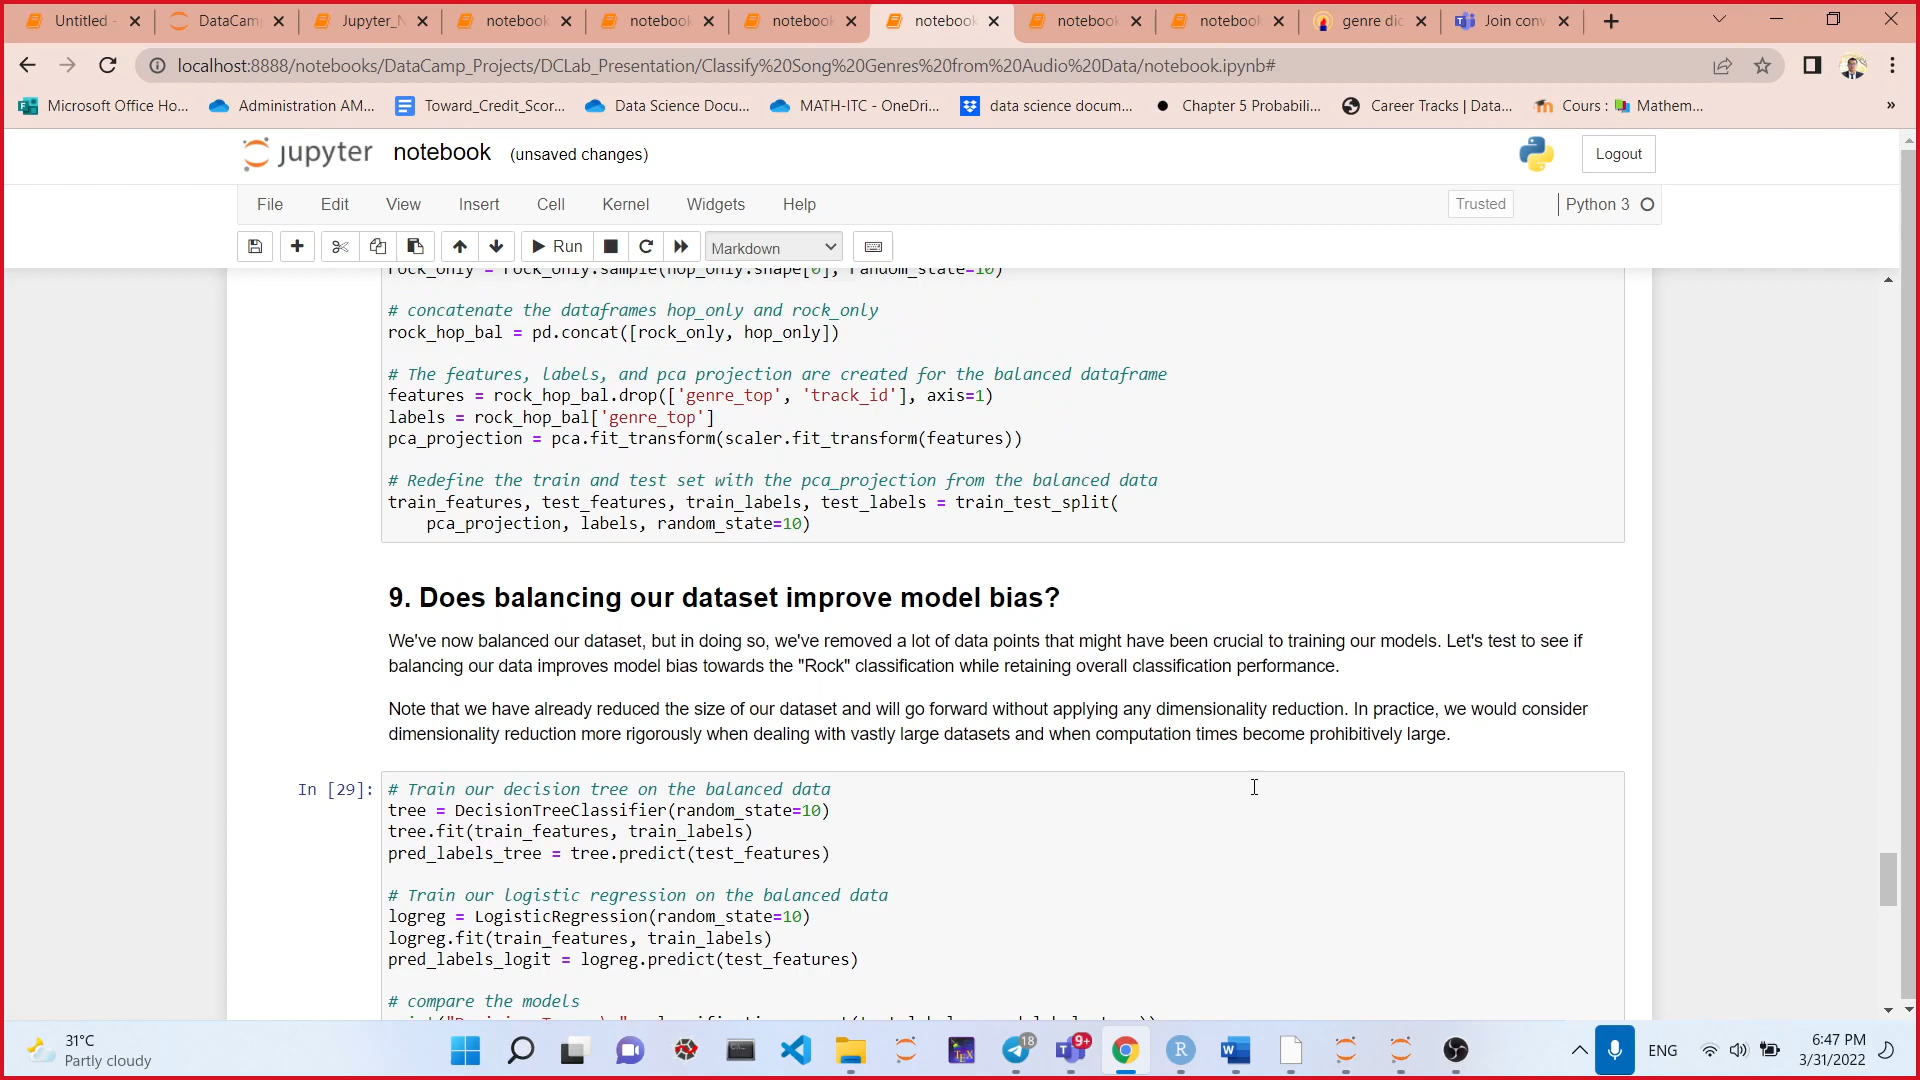 Untitled
DataCam
Jupyter_N
notebook
notebook
notebook
notebook
notebook
notebook
genre dic
Join conv
localhost:8888/notebooks/DataCamp_Projects/DCLab_Presentation/Classify%20Song%20Genres%20from%20Audio%20Data/notebook.ipynb#
Microsoft Office Ho...
Administration AM...
Toward_Credit_Scor...
Data Science Docu...
MATH-ITC - OneDri...
data science docum...
Chapter 5 Probabili...
Career Tracks | Data...
Cours : Mathem...
»
jupyter notebook (unsaved changes)
Logout
File Edit View Insert Cell Kernel Widgets Help
Trusted
Python 3
Run
Markdown
rock_only = rock_only.sample(hop_only.shape[0], random_state=10)
# concatenate the dataframes hop_only and rock_only
rock_hop_bal = pd.concat([rock_only, hop_only])
# The features, labels, and pca projection are created for the balanced dataframe
features = rock_hop_bal.drop(['genre_top', 'track_id'], axis=1)
labels = rock_hop_bal['genre_top']
pca_projection = pca.fit_transform(scaler.fit_transform(features))
# Redefine the train and test set with the pca_projection from the balanced data
train_features, test_features, train_labels, test_labels = train_test_split(
pca_projection, labels, random_state=10)
9. Does balancing our dataset improve model bias?
We've now balanced our dataset, but in doing so, we've removed a lot of data points that might have been crucial to training our models. Let's test to see if
balancing our data improves model bias towards the "Rock" classification while retaining overall classification performance.
Note that we have already reduced the size of our dataset and will go forward without applying any dimensionality reduction. In practice, we would consider
dimensionality reduction more rigorously when dealing with vastly large datasets and when computation times become prohibitively large.
In [29]:
# Train our decision tree on the balanced data
tree = DecisionTreeClassifier(random_state=10)
tree.fit(train_features, train_labels)
pred_labels_tree = tree.predict(test_features)
# Train our logistic regression on the balanced data
logreg = LogisticRegression(random_state=10)
logreg.fit(train_features, train_labels)
pred_labels_logit = logreg.predict(test_features)
# compare the models
31°C
Partly cloudy
TEX
18
9+
R
ENG
6:47 PM
3/31/2022